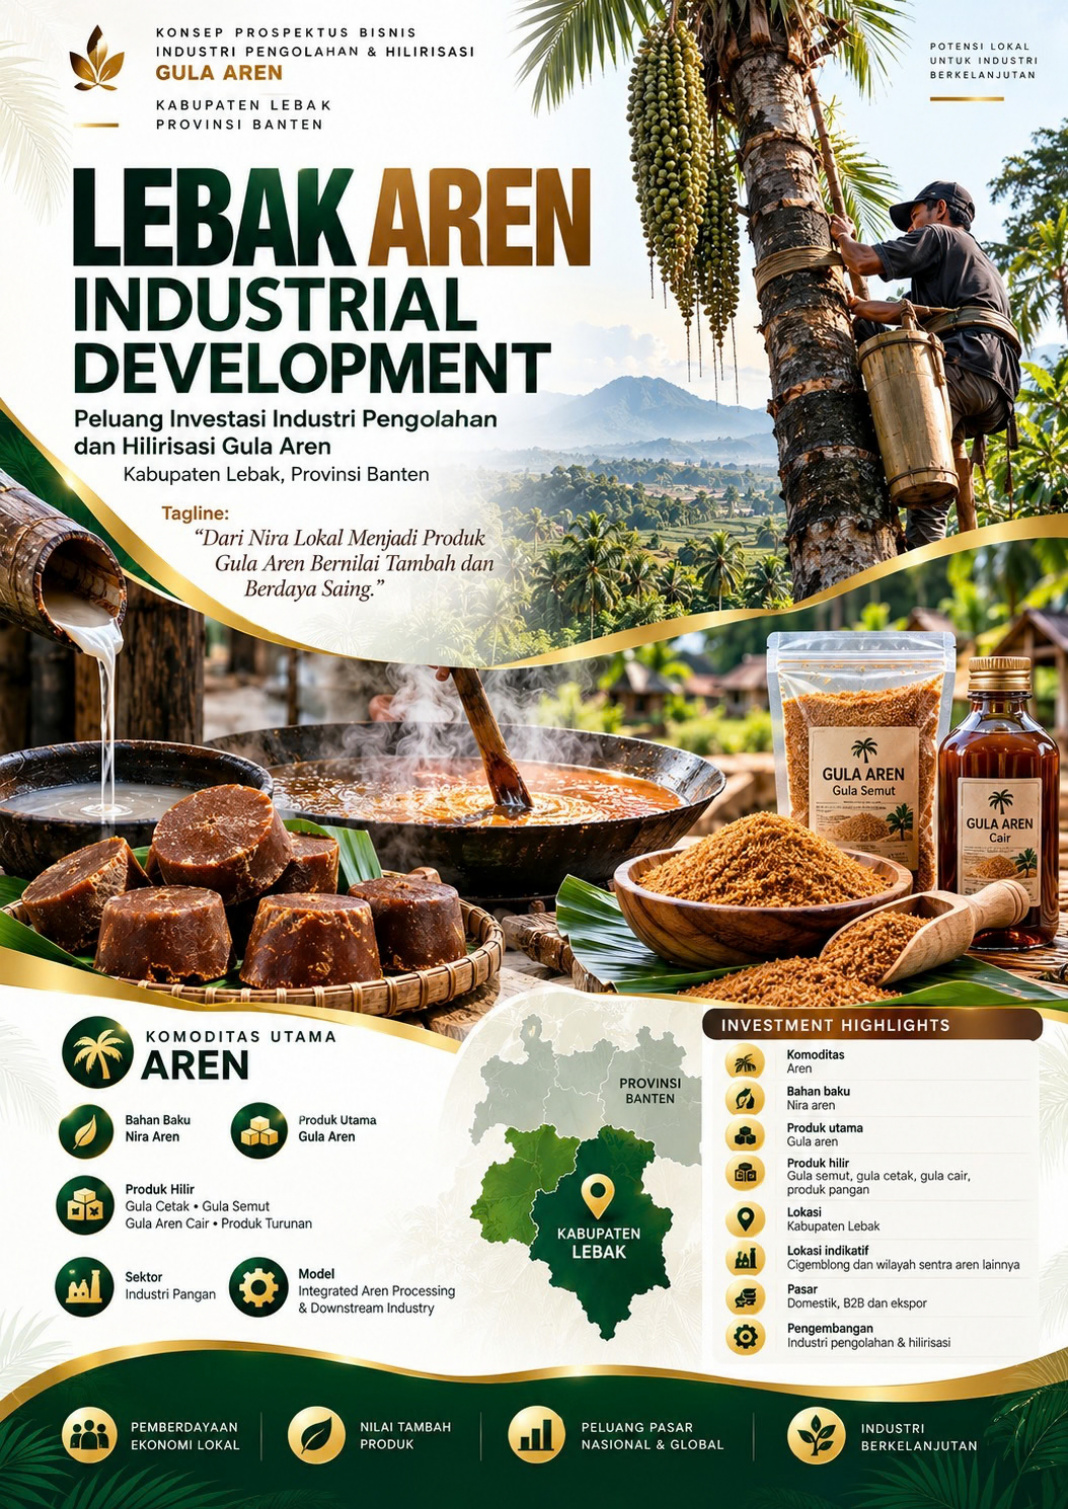 KONSEP PROSPEKTUS BISNIS
INDUSTRI PENGOLAHAN & HILIRISASI
GULA AREN
KABUPATEN LEBAK
PROVINSI BANTEN
POTENSI LOKAL
UNTUK INDUSTRI
BERKELANJUTAN
LEBAK AREN
INDUSTRIAL
DEVELOPMENT
Peluang Investasi Industri Pengolahan
dan Hilirisasi Gula Aren
Kabupaten Lebak, Provinsi Banten
Tagline:
“Dari Nira Lokal Menjadi Produk
Gula Aren Bernilai Tambah dan
Berdaya Saing.”
GULA AREN
Gula Semut
GULA AREN
Cair
KOMODITAS UTAMA
AREN
Bahan Baku
Nira Aren
Produk Utama
Gula Aren
Produk Hilir
Gula Cetak • Gula Semut
Gula Aren Cair • Produk Turunan
Sektor
Industri Pangan
Model
Integrated Aren Processing
& Downstream Industry
PROVINSI
BANTEN
KABUPATEN
LEBAK
INVESTMENT HIGHLIGHTS
Komoditas
Aren
Bahan baku
Nira aren
Produk utama
Gula aren
Produk hilir
Gula semut, gula cetak, gula cair,
produk pangan
Lokasi
Kabupaten Lebak
Lokasi indikatif
Cigemblong dan wilayah sentra aren lainnya
Pasar
Domestik, B2B dan ekspor
Pengembangan
Industri pengolahan & hilirisasi
PEMBERDAYAAN
EKONOMI LOKAL
NILAI TAMBAH
PRODUK
PELUANG PASAR
NASIONAL & GLOBAL
INDUSTRI
BERKELANJUTAN